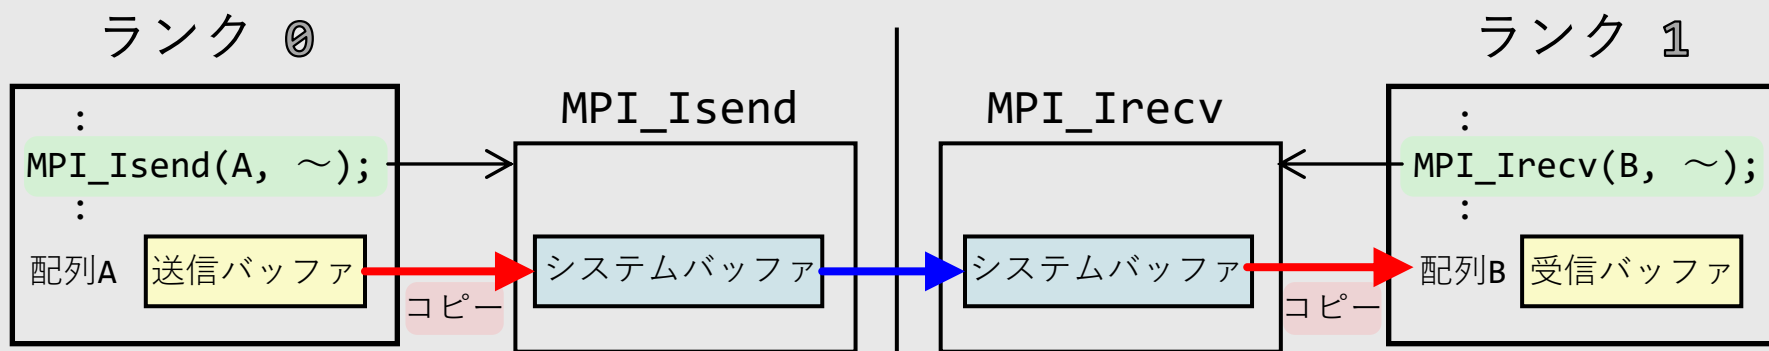 ランク 0
ランク 1
MPI_Isend
MPI_Irecv
:
MPI_Isend(A, ～);
:
配列A
送信バッファ
コピー
システムバッファ
システムバッファ
コピー
:
MPI_Irecv(B, ～);
:
配列B
受信バッファ